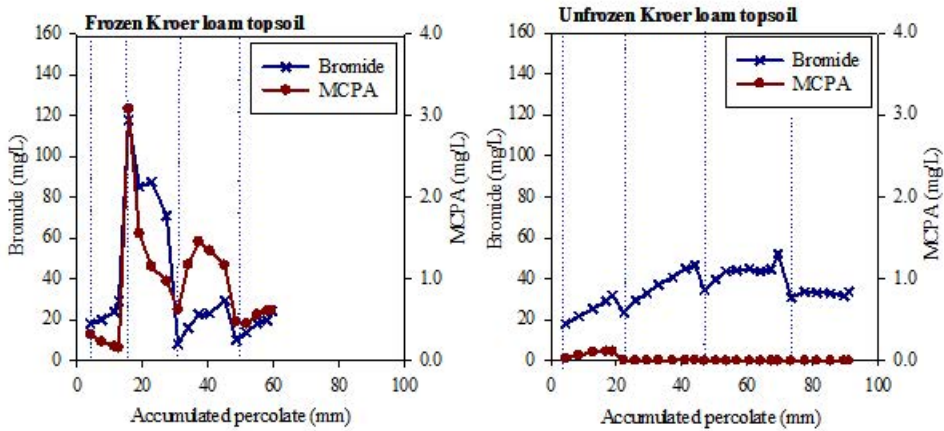 Frozen Kroer loam topsoil
160
140
120
100
80
60
40
20
0
Bromide (mg/L)
4.0
3.0
2.0
1.0
0.0
MCPA (mg/L)
Bromide
MCPA
0 20 40 60 80 100
Accumulated percolate (mm)
Unfrozen Kroer loam topsoil
160
140
120
100
80
60
40
20
0
Bromide (mg/L)
4.0
3.0
2.0
1.0
0.0
MCPA (mg/L)
Bromide
MCPA
0 20 40 60 80 100
Accumulated percolate (mm)